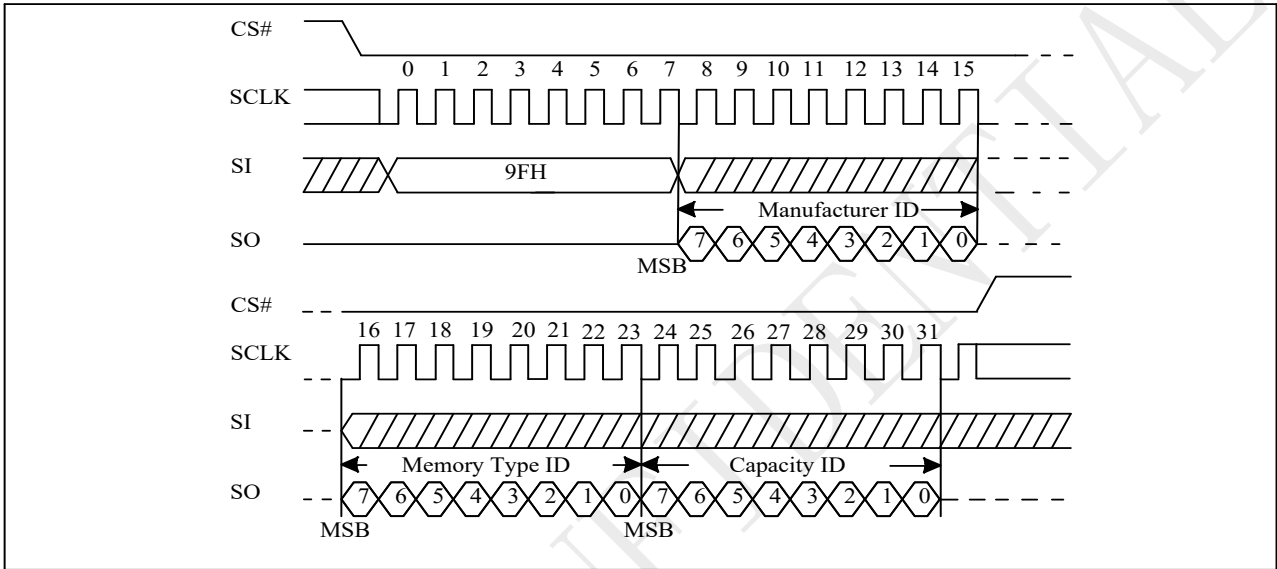 CS#
0 1 2 3 4 5 6 7 8 9 10 11 12 13 14 15
SCLK
SI
9FH
Manufacturer ID
SO
7 6 5 4 3 2 1 0
MSB
CS#
16 17 18 19 20 21 22 23 24 25 26 27 28 29 30 31
SCLK
SI
Memory Type ID Capacity ID
SO
7 6 5 4 3 2 1 0 7 6 5 4 3 2 1 0
MSB MSB
FIDENTIAL